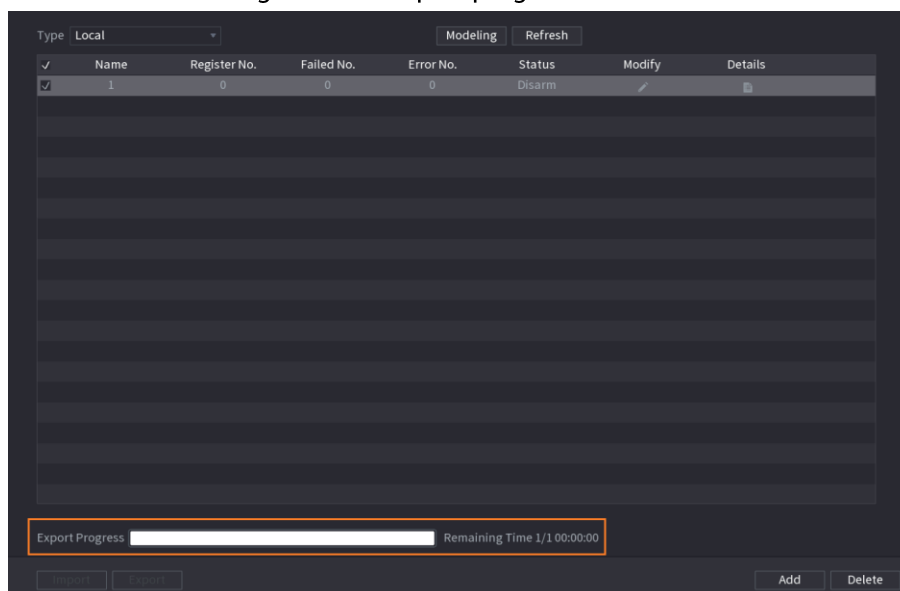 Type Local Modeling Refresh
Name Register No. Failed No. Error No. Status Modify Details
1 0 0 0 Disarm
Export Progress Remaining Time 1/1 00:00:00
Import Export Add Delete